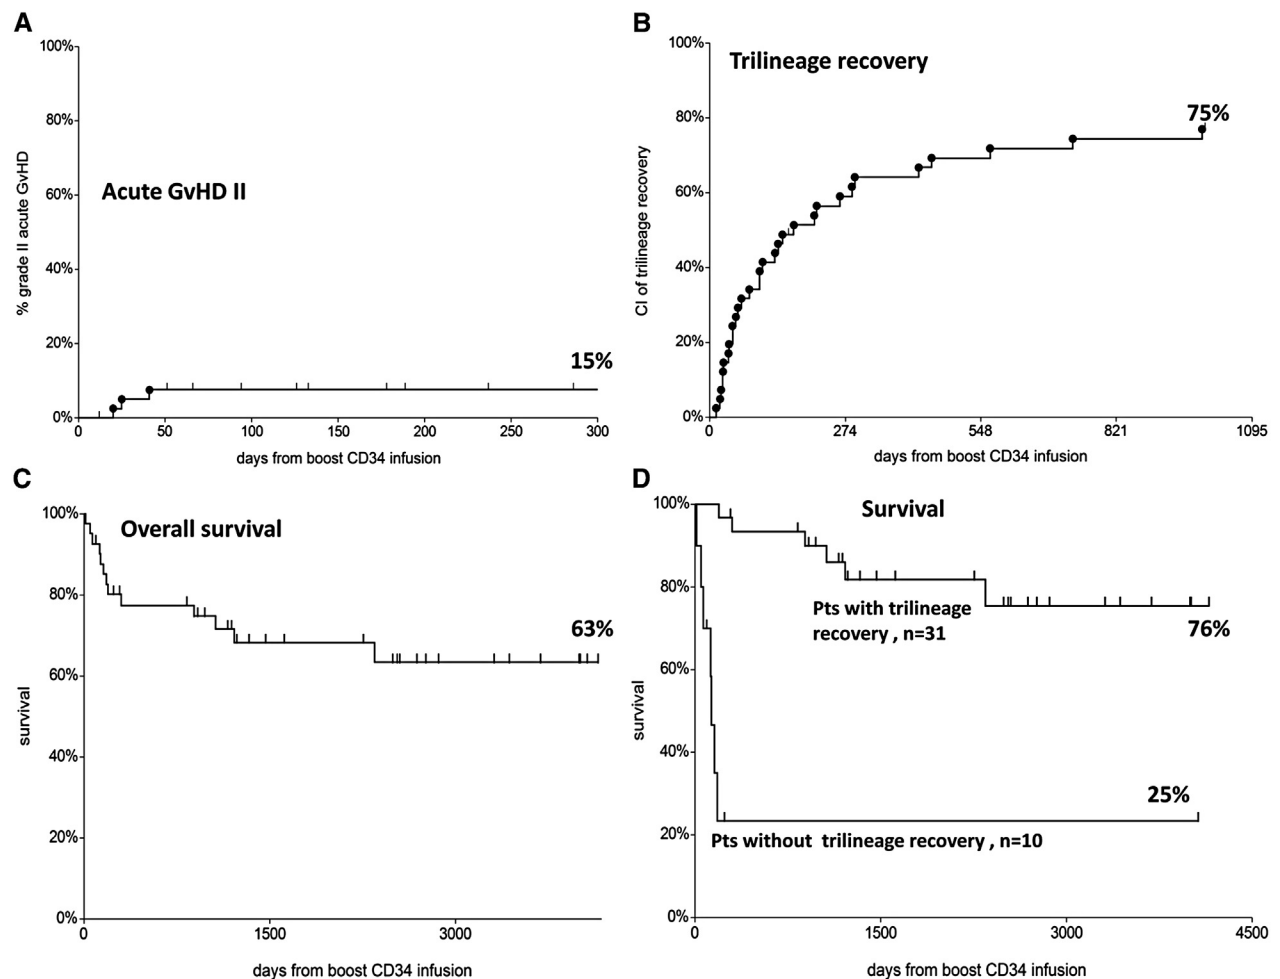 A
100%
80%
60%
40%
20%
0%
% grade II acute GvHD
Acute GvHD II
15%
0 50 100 150 200 250 300
days from boost CD34 infusion
B
100%
80%
60%
40%
20%
0%
CI of trilineage recovery
Trilineage recovery
75%
0 274 548 821 1095
days from boost CD34 infusion
C
100%
80%
60%
40%
20%
0%
survival
Overall survival
63%
0 1500 3000
days from boost CD34 infusion
D
100%
80%
60%
40%
20%
0%
survival
Survival
Pts with trilineage
recovery , n=31
76%
25%
Pts without trilineage recovery , n=10
0 1500 3000 4500
days from boost CD34 infusion